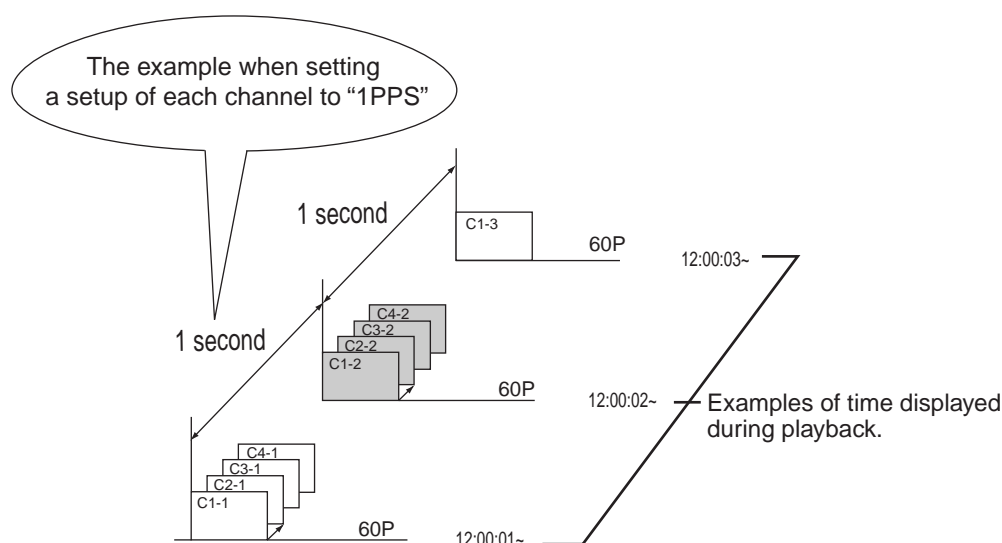 The example when setting
a setup of each channel to “1PPS”
1 second
C1-3
60P
12:00:03~
1 second
C4-2
C3-2
C2-2
C1-2
60P
12:00:02~
Examples of time displayed
during playback.
C4-1
C3-1
C2-1
C1-1
60P
12:00:01~